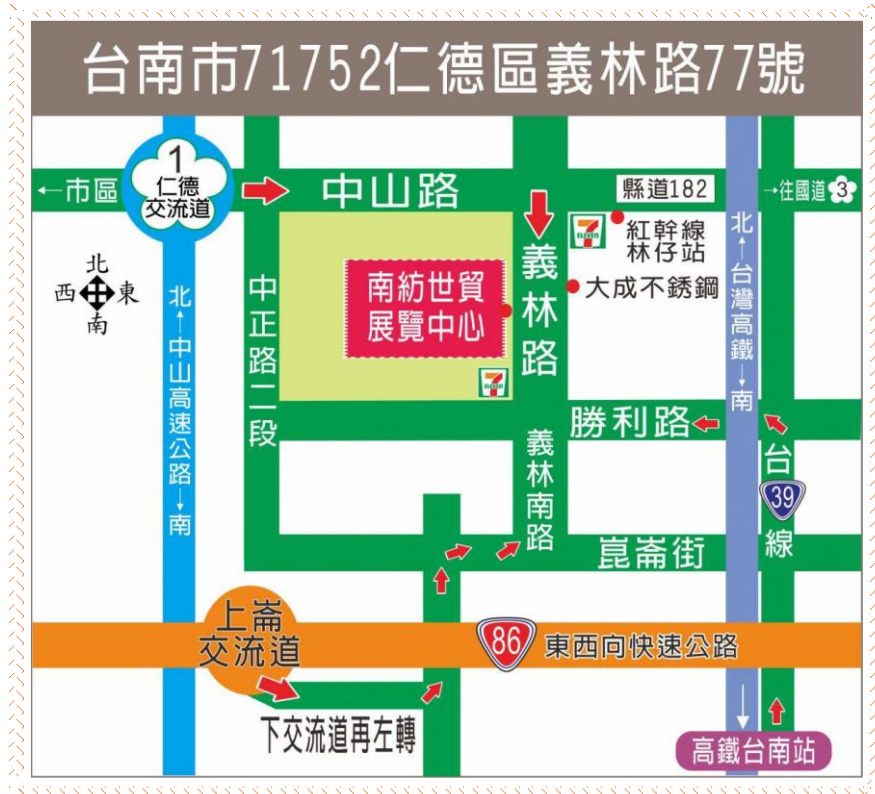 台南市71752仁德區義林路77號
←市區
1
仁德
交流道
中山路
縣道182
→往國道3
7
ELEVEN
紅幹線
林仔站
大成不銹鋼
北
西 東
南
北←中山高速公路→南
中正路二段
南紡世貿
展覽中心
義林路
7
ELEVEN
北←台灣高鐵→南
勝利路
義林南路
台39線
崑崙街
上崙
交流道
86
東西向快速公路
下交流道再左轉
高鐵台南站